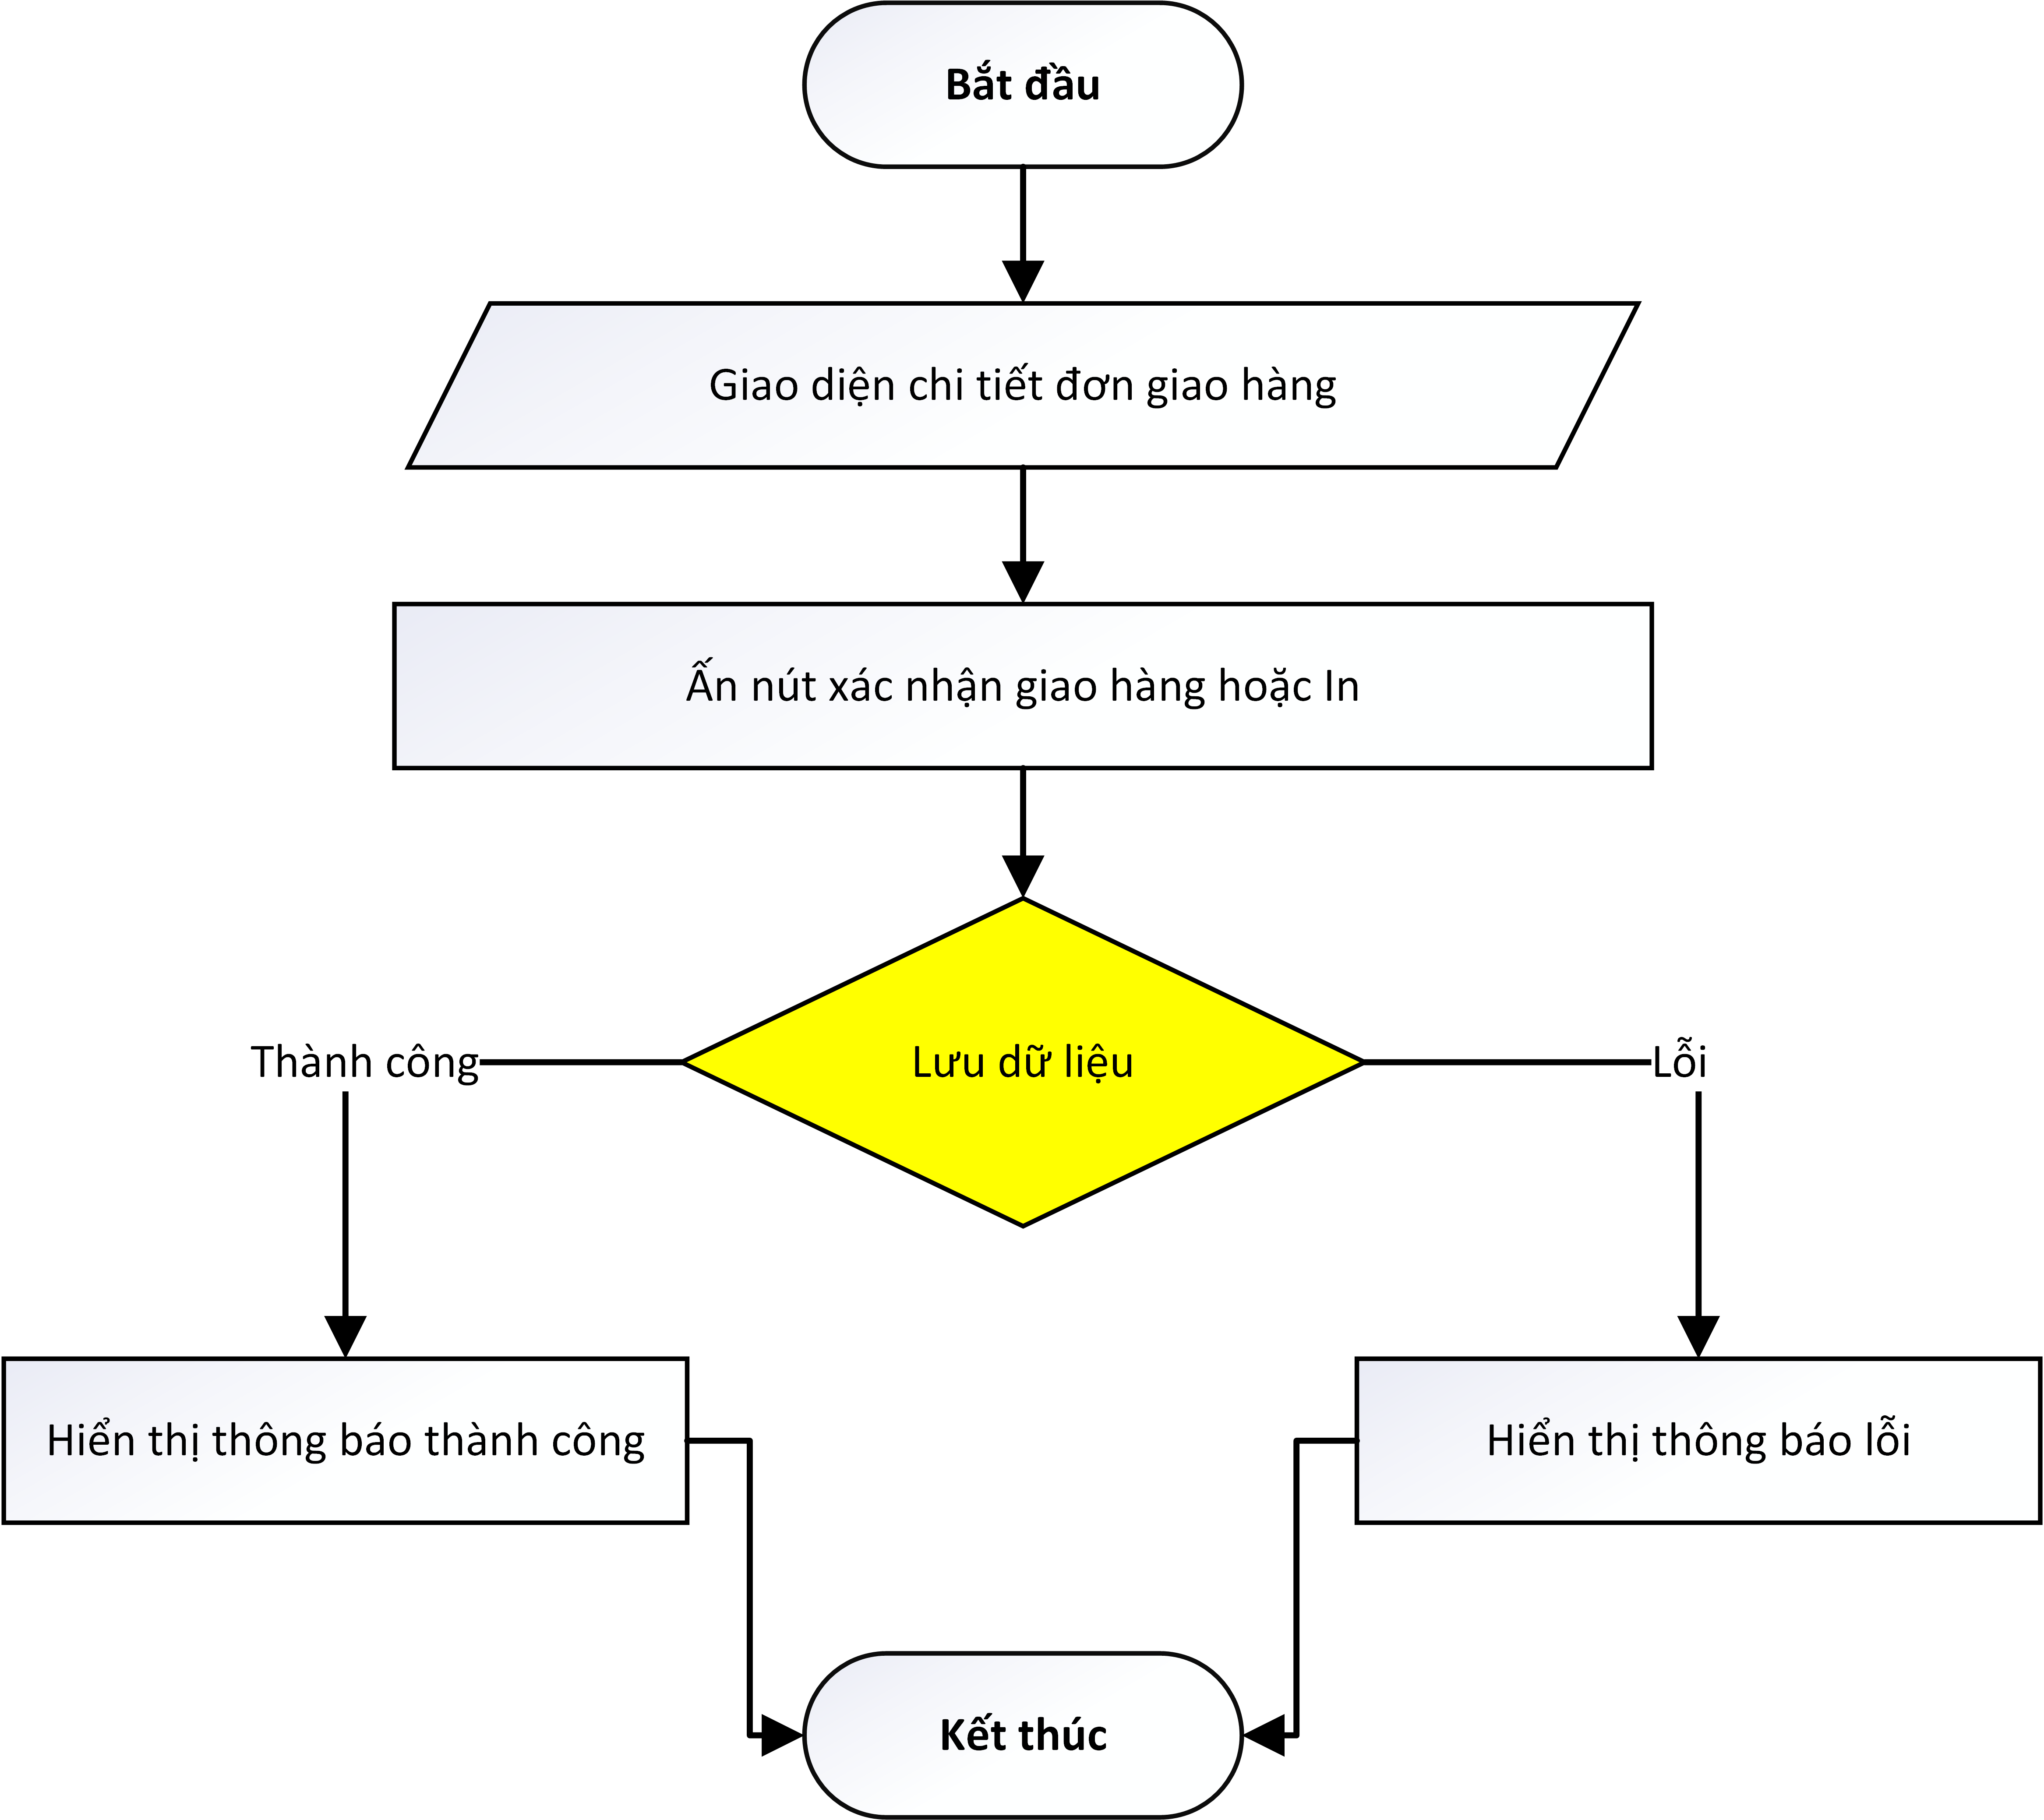 Bắt đầu
Giao diện chi tiết đơn giao hàng
Ấn nút xác nhận giao hàng hoặc In
Lưu dữ liệu
Thành công
Lỗi
Hiển thị thông báo thành công
Hiển thị thông báo lỗi
Kết thúc